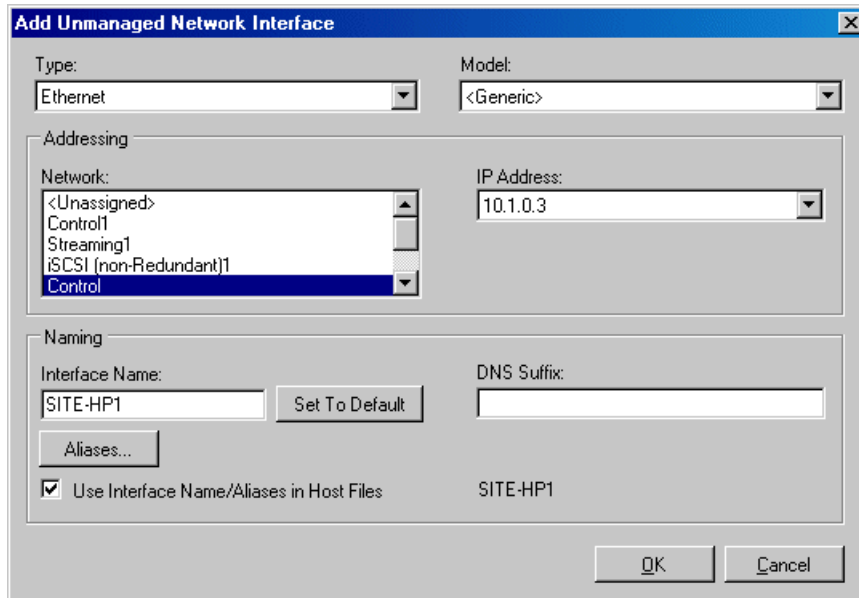 Add Unmanaged Network Interface
Type:
Ethernet
Model:
<Generic>
Addressing
Network:
<Unassigned>
Control1
Streaming1
iSCSI (non-Redundant)1
Control
IP Address:
10.1.0.3
Naming
Interface Name:
SITE-HP1
Set To Default
DNS Suffix:
Aliases...
Use Interface Name/Aliases in Host Files
SITE-HP1
OK
Cancel